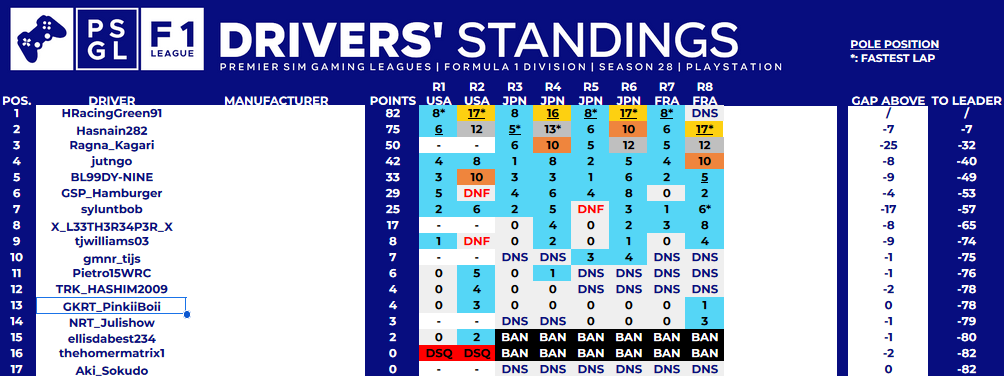 PS
GL
F1
LEAGUE
DRIVERS' STANDINGS
PREMIER SIM GAMING LEAGUES | FORMULA 1 DIVISION | SEASON 28 | PLAYSTATION
POLE POSITION
*: FASTEST LAP
R1 R2 R3 R4 R5 R6 R7 R8
POS. DRIVER MANUFACTURER POINTS USA USA JPN JPN JPN JPN FRA FRA GAP ABOVE TO LEADER
1 HRacingGreen91 82 8* 17* 8 16 8* 17* 8* DNS / /
2 Hasnain282 75 6 12 5* 13* 6 10 6 17* -7 -7
3 Ragna_Kagari 50 - - 6 10 5 12 5 12 -25 -32
4 jutngo 42 4 8 1 8 2 5 4 10 -8 -40
5 BL99DY-NINE 33 3 10 3 3 1 6 2 5 -9 -49
6 GSP_Hamburger 29 5 DNF 4 6 4 8 0 2 -4 -53
7 syluntbob 25 2 6 2 5 DNF 3 1 6* -17 -57
8 X_L33TH3R34P3R_X 17 - - 0 4 0 2 3 8 -8 -65
9 tjwilliams03 8 1 DNF 0 2 0 1 0 4 -9 -74
10 gmnr_tijs 7 - - DNS DNS 3 4 DNS DNS -1 -75
11 Pietro15WRC 6 0 5 0 1 DNS DNS DNS DNS -1 -76
12 TRK_HASHIM2009 4 0 4 0 0 DNS DNS DNS DNS -2 -78
13 GKRT_PinkiiBoii 4 0 3 0 0 0 0 0 1 0 -78
14 NRT_Julishow 3 - - DNS DNS 0 0 0 3 -1 -79
15 ellisdabest234 2 0 2 BAN BAN BAN BAN BAN BAN -1 -80
16 thehomermatrix1 0 DSQ DSQ BAN BAN BAN BAN BAN BAN -2 -82
17 Aki_Sokudo 0 - - DNS DNS DNS DNS DNS DNS 0 -82